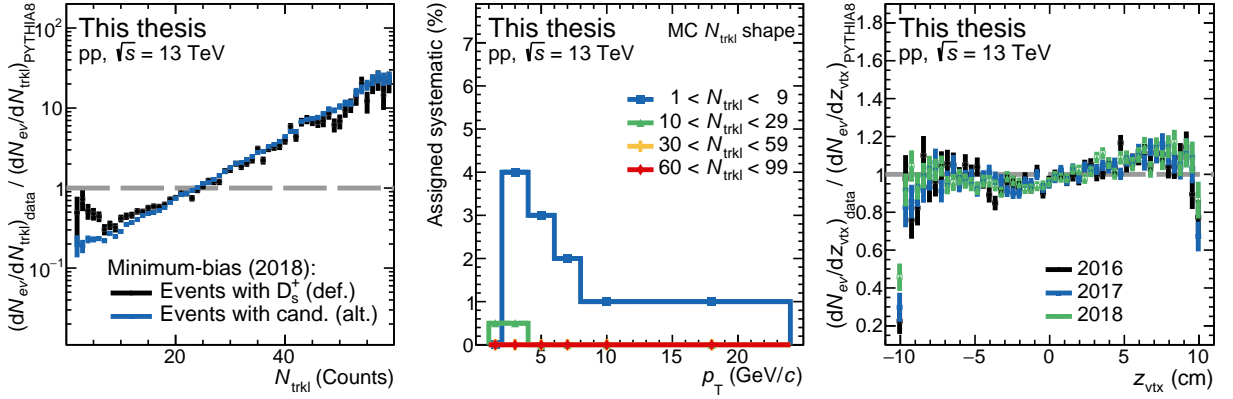 (dN_ev/dN_trkl)_data / (dN_ev/dN_trkl)_PYTHIA8
This thesis
pp, √s = 13 TeV
10²
10
1
10⁻¹
Minimum-bias (2018):
Events with D_s⁺ (def.)
Events with cand. (alt.)
20 40
N_trkl (Counts)
Assigned systematic (%)
This thesis
pp, √s = 13 TeV
MC N_trkl shape
7
6
5
4
3
2
1
0
1 < N_trkl < 9
10 < N_trkl < 29
30 < N_trkl < 59
60 < N_trkl < 99
5 10 15 20
p_T (GeV/c)
(dN_ev/dz_vtx)_data / (dN_ev/dz_vtx)_PYTHIA8
This thesis
pp, √s = 13 TeV
1.8
1.6
1.4
1.2
1.0
0.8
0.6
0.4
0.2
2016
2017
2018
−10 −5 0 5 10
z_vtx (cm)